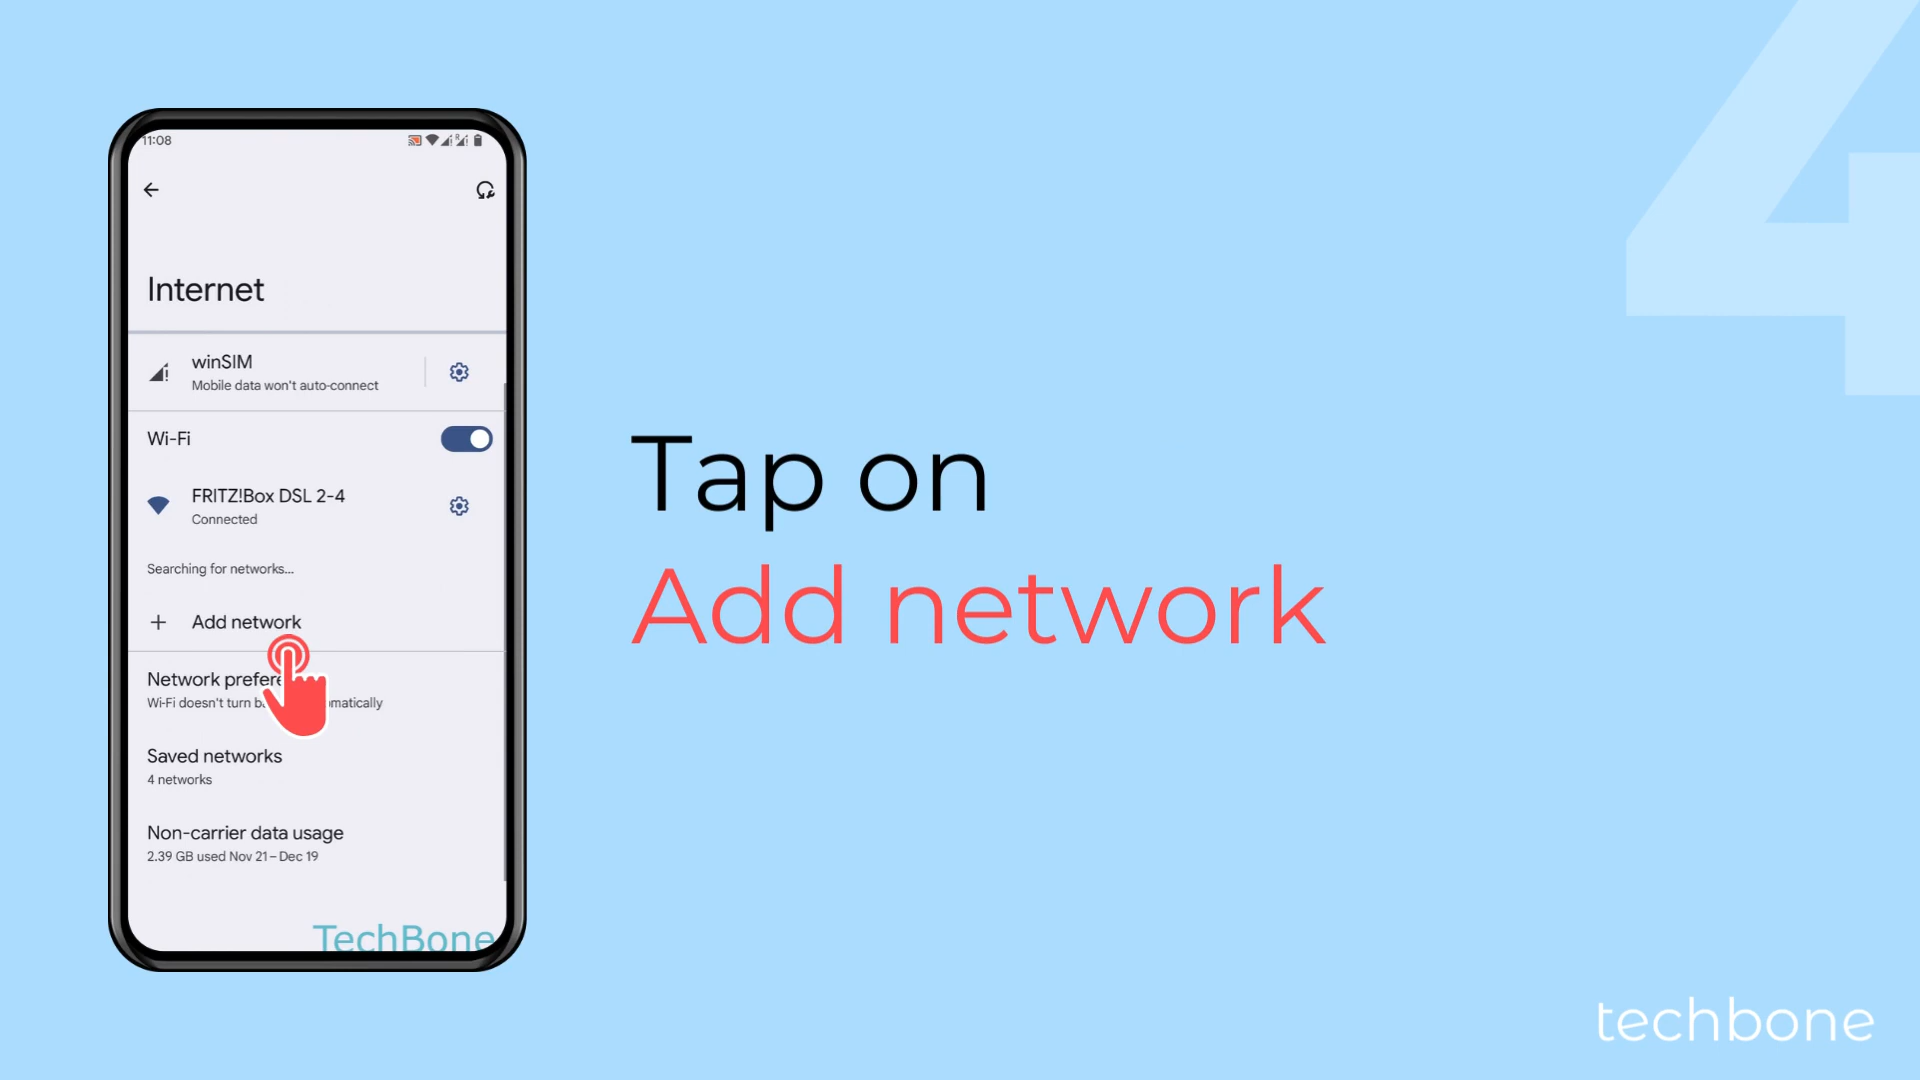 4
11:08
Internet
winSIM
Mobile data won't auto-connect
Wi-Fi
FRITZ!Box DSL 2-4
Connected
Searching for networks...
+ Add network
Network
Wi-Fi doesn't turn
Saved networks
4 networks
Non-carrier data usage
2.39 GB used Nov 21 – Dec 19
TechBone
Tap on
Add network
techbone